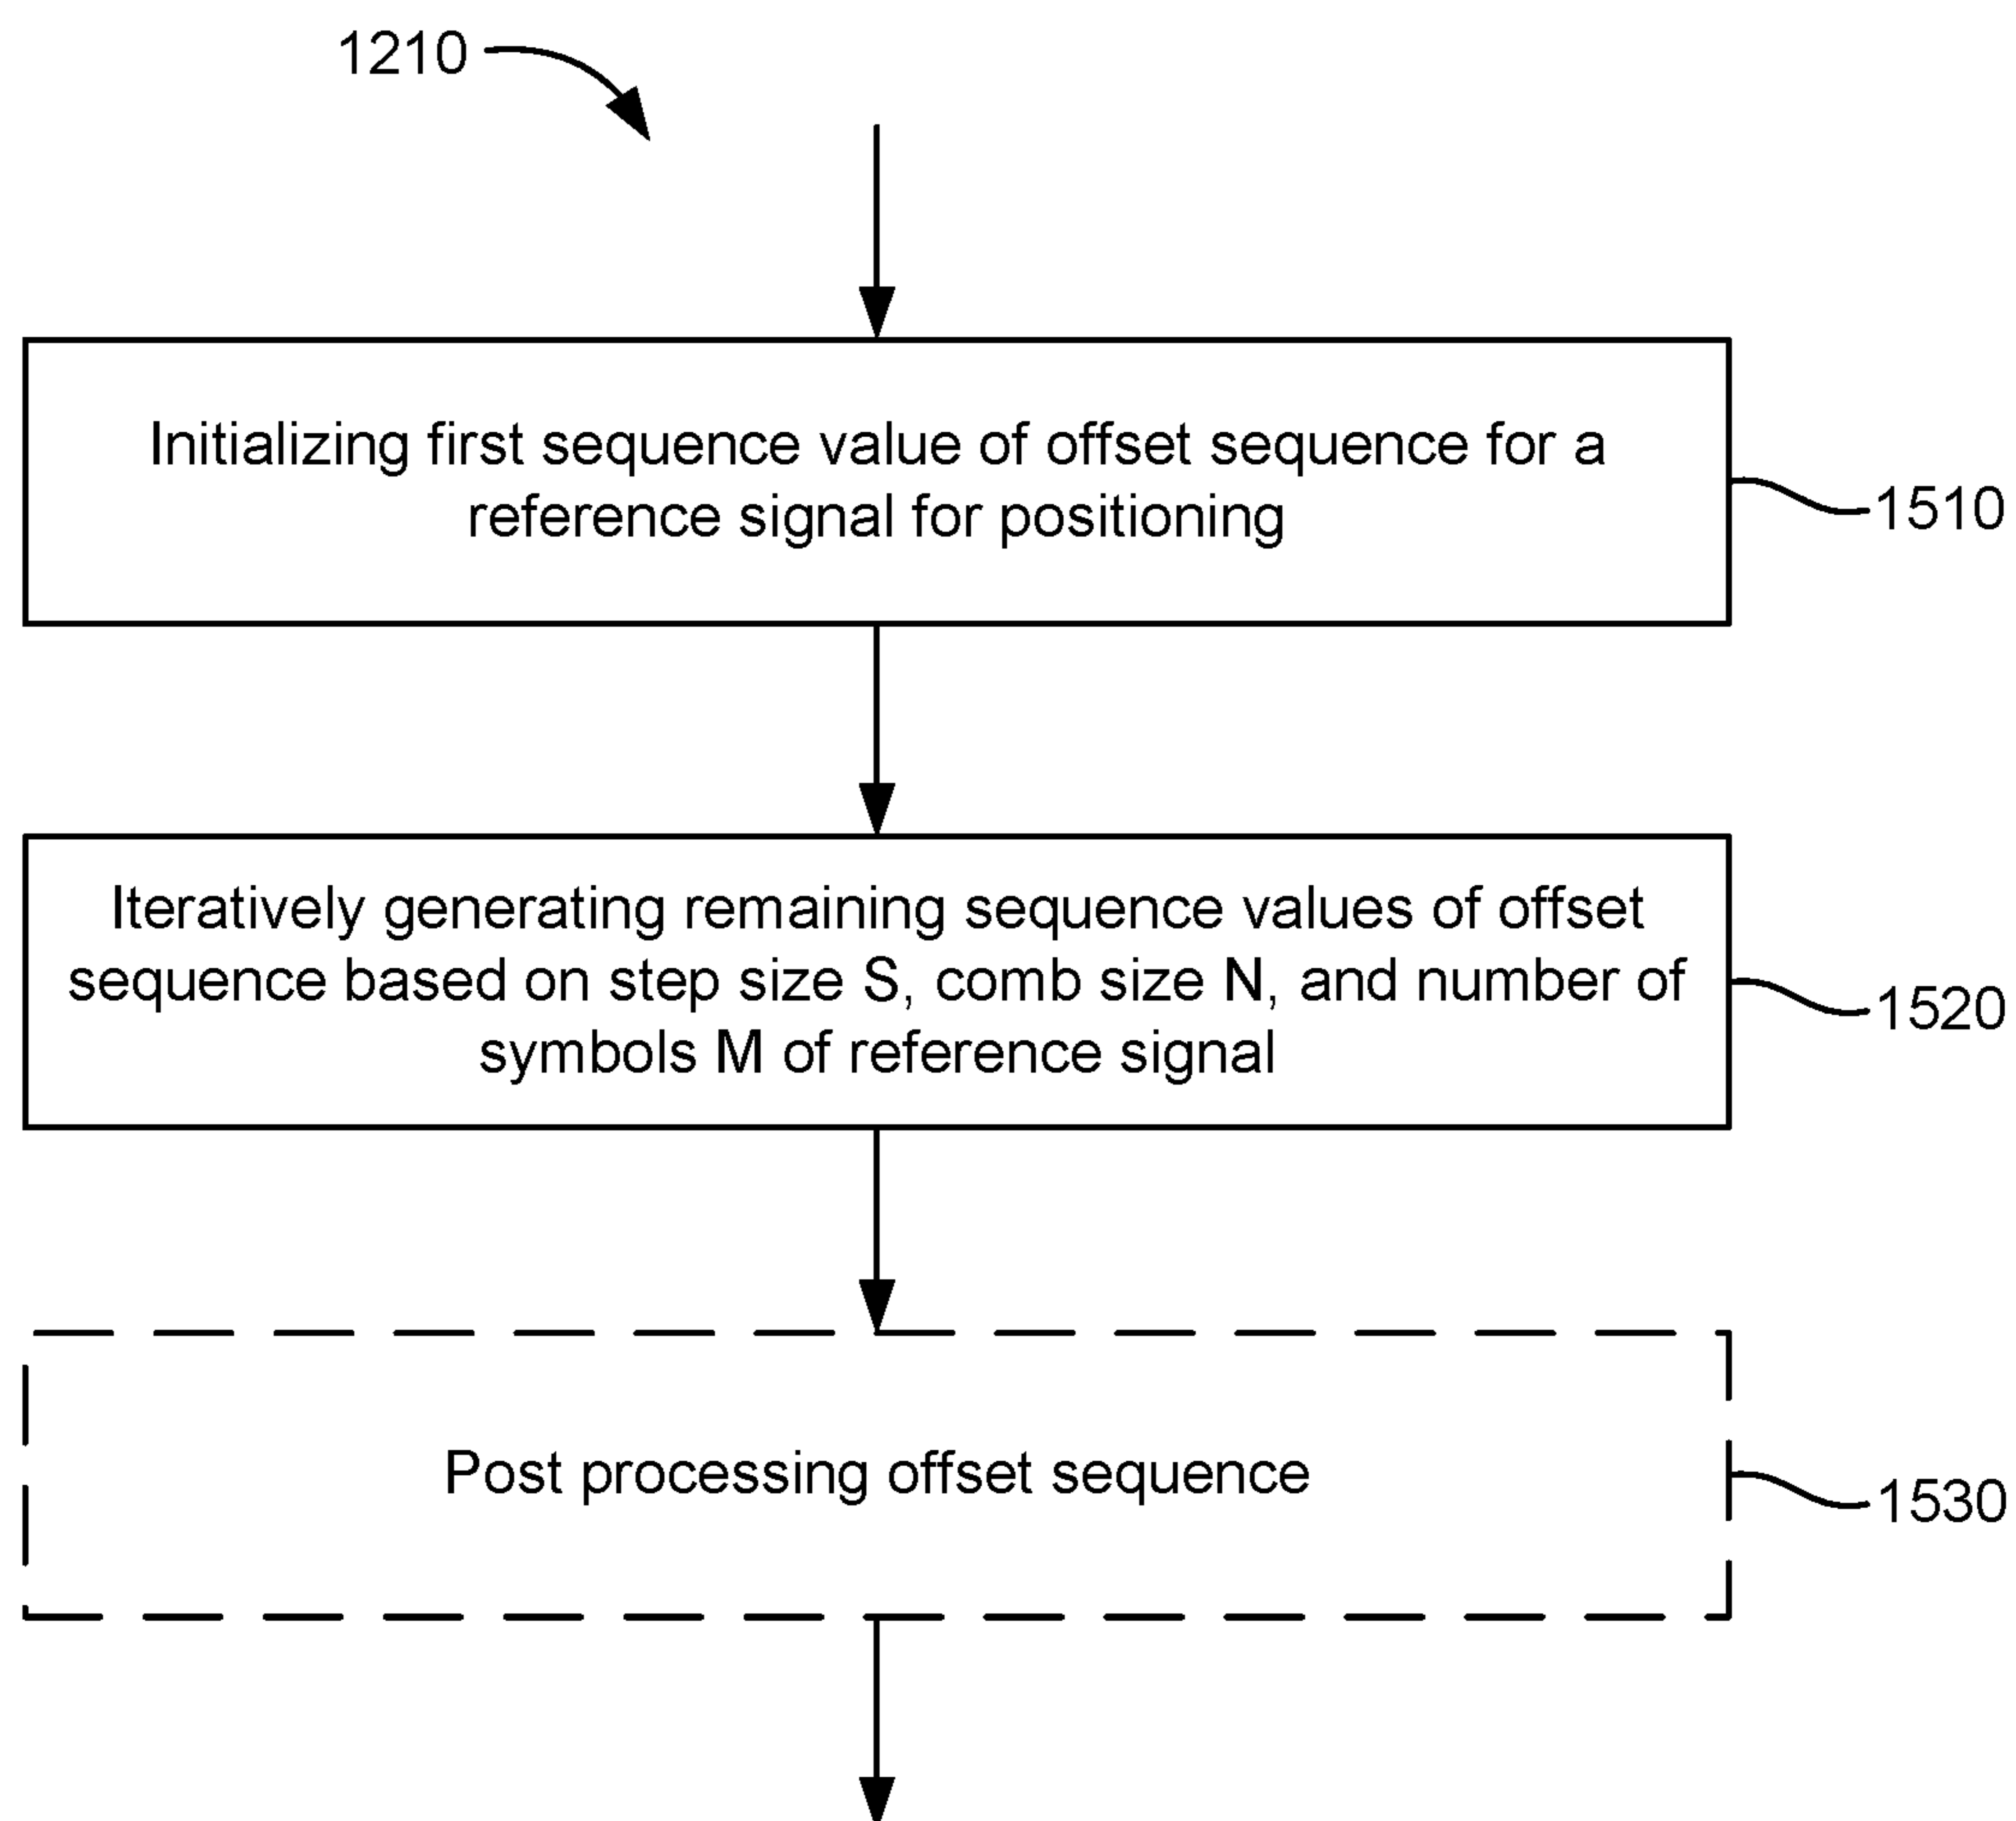 1210
Initializing first sequence value of offset sequence for a
reference signal for positioning
1510
Iteratively generating remaining sequence values of offset
sequence based on step size S, comb size N, and number of
symbols M of reference signal
1520
Post processing offset sequence
1530